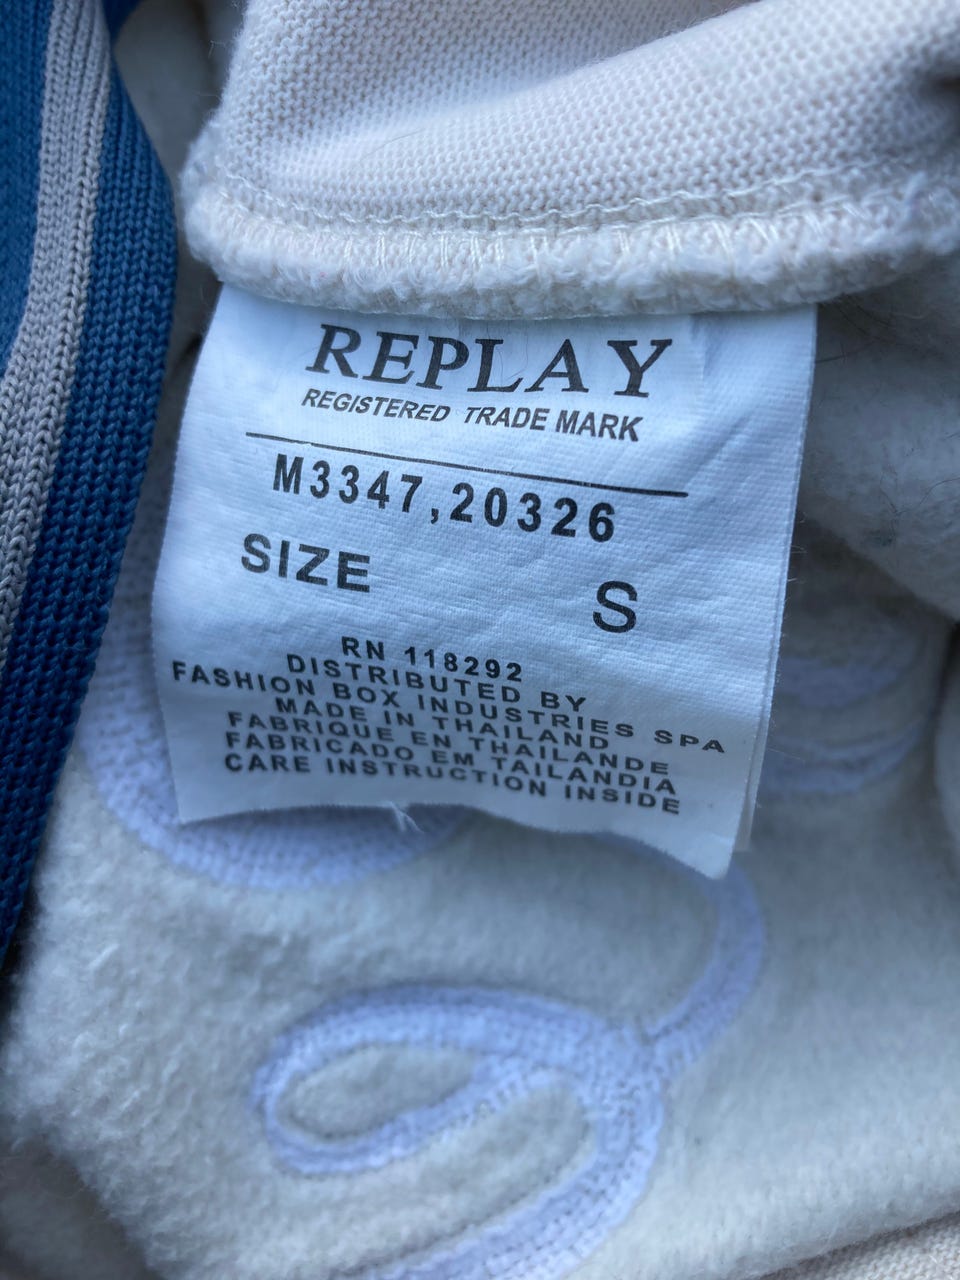 REPLAY
REGISTERED TRADE MARK
M3347,20326
SIZE S
RN 118292
DISTRIBUTED BY
FASHION BOX INDUSTRIES SPA
MADE IN THAILAND
FABRIQUE EN THAILANDE
FABRICADO EM TAILANDIA
CARE INSTRUCTION INSIDE